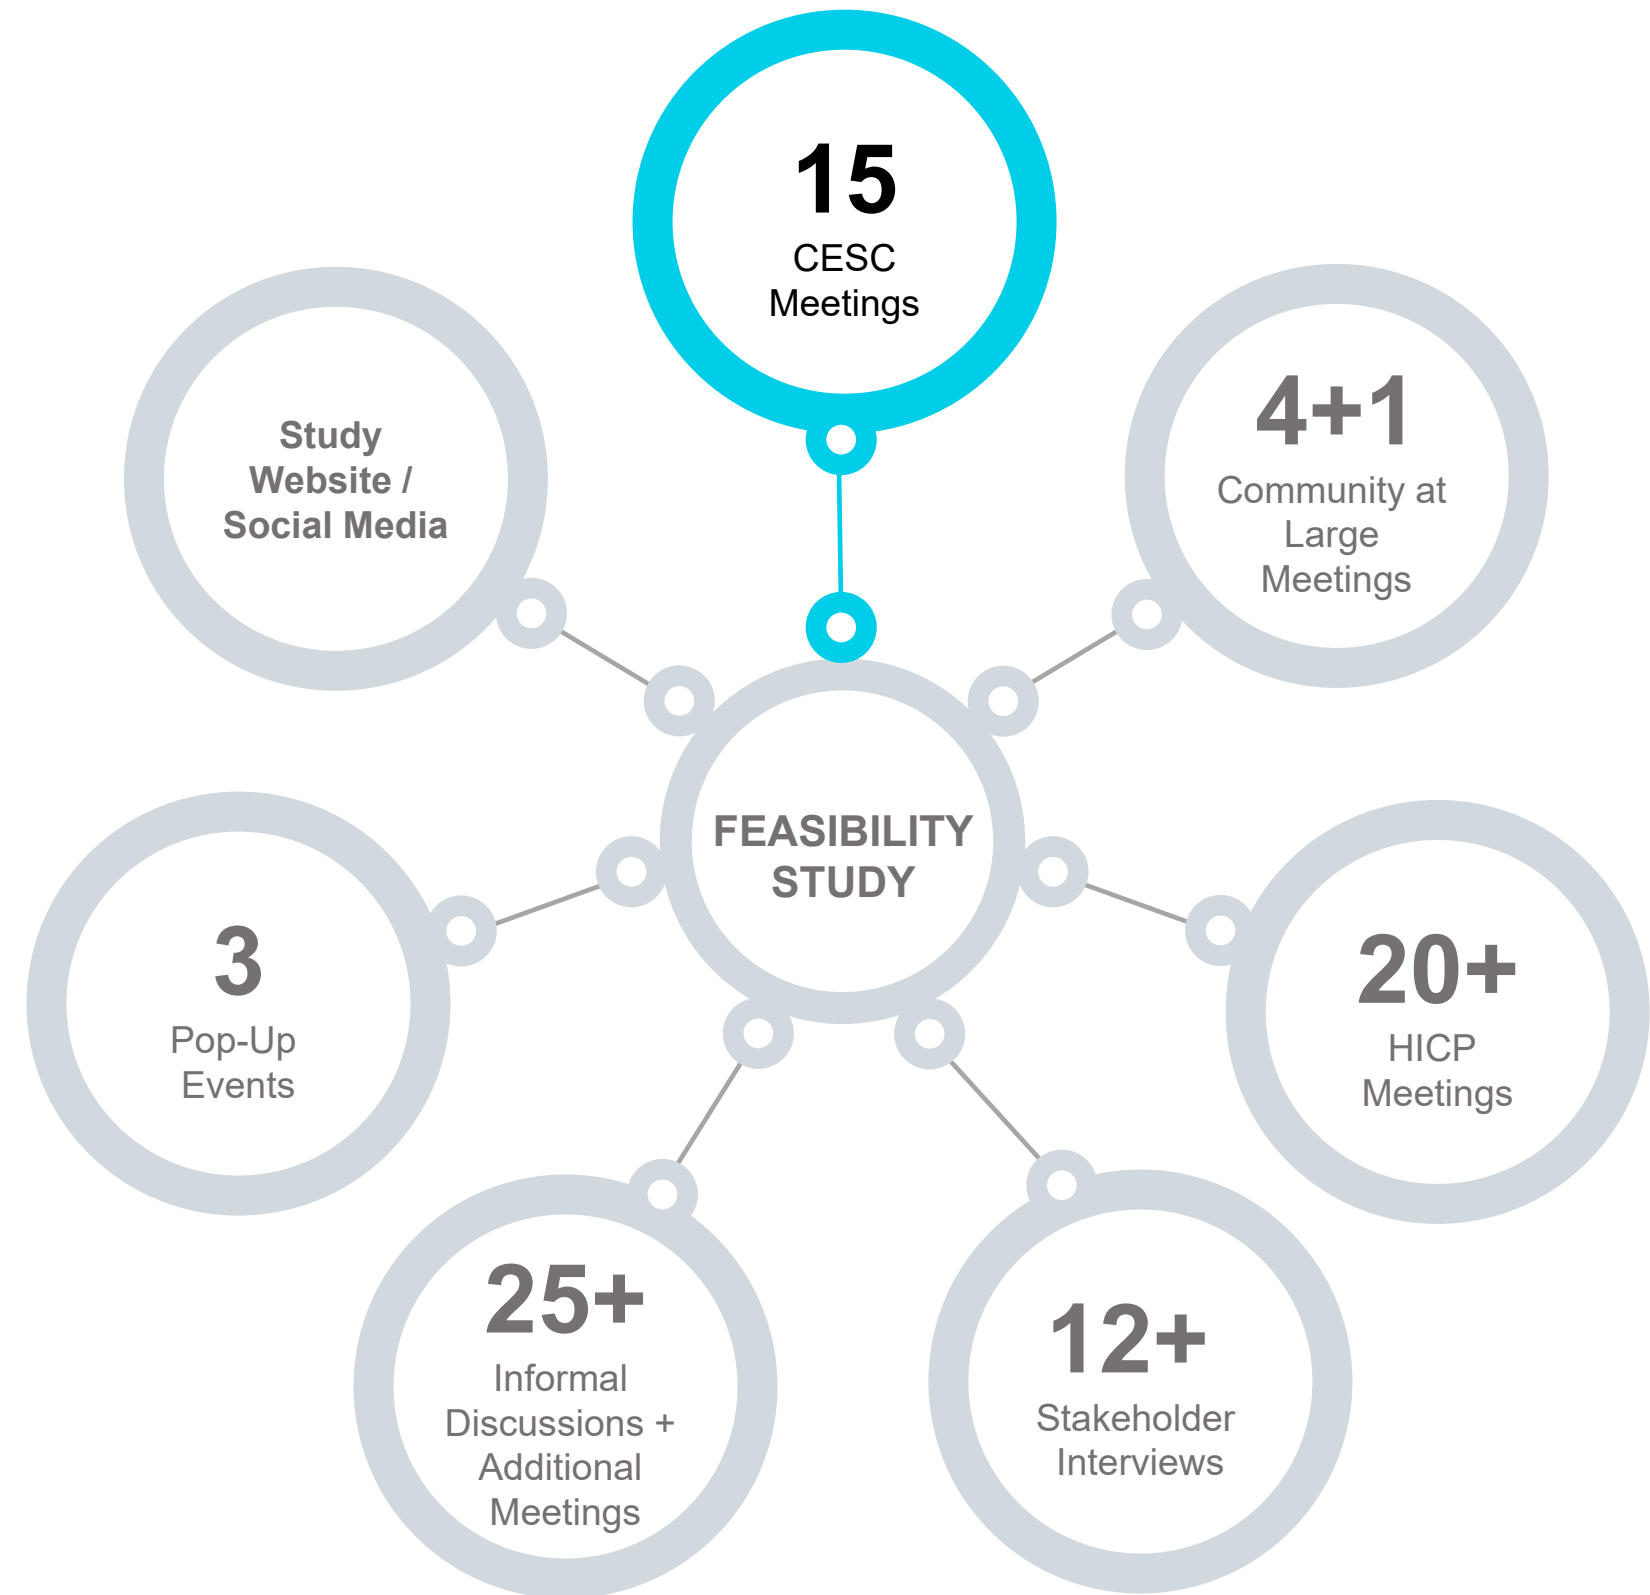 15
CESC
Meetings
4+1
Community at
Large
Meetings
Study
Website /
Social Media
FEASIBILITY
STUDY
3
Pop-Up
Events
20+
HICP
Meetings
25+
Informal
Discussions +
Additional
Meetings
12+
Stakeholder
Interviews